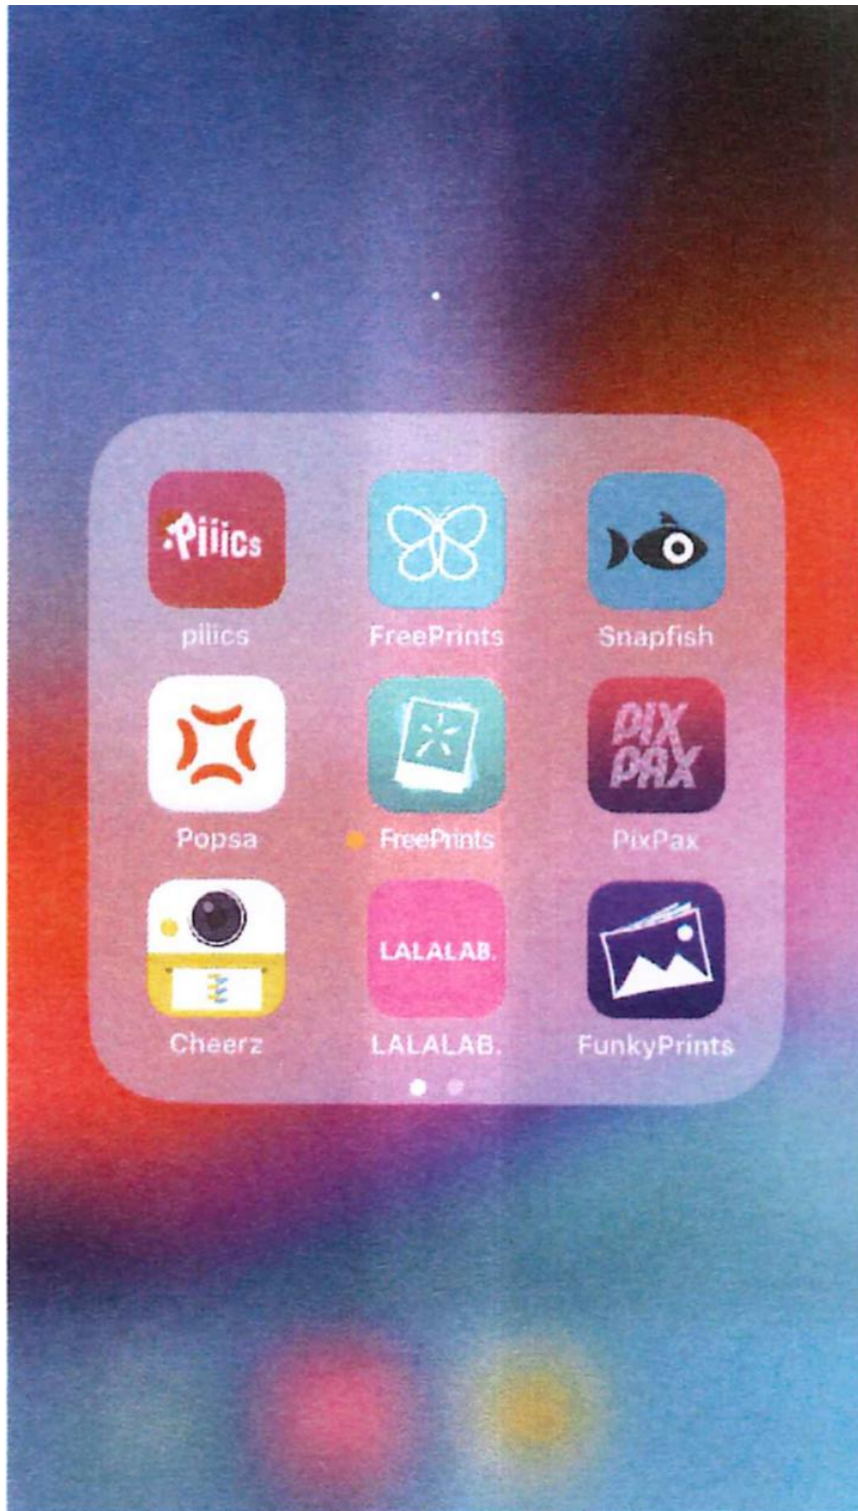 Piiics
piiics
FreePrints
Snapfish
PIX
PAX
Popsa
FreePrints
PixPax
LALALAB.
Cheerz
LALALAB.
FunkyPrints